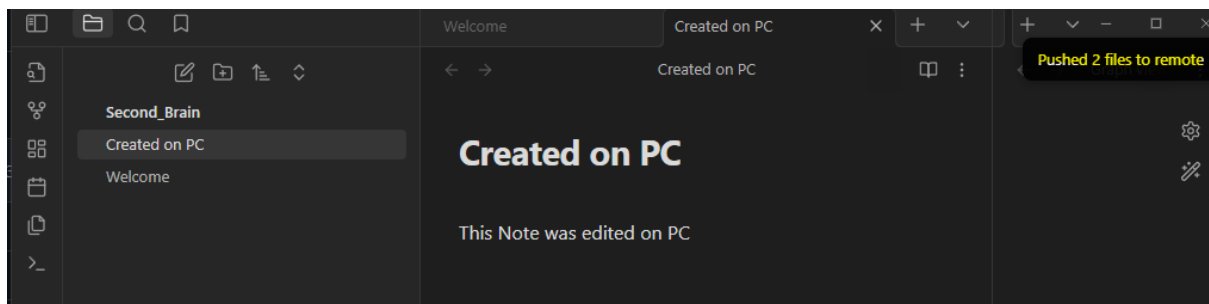 Welcome
Created on PC
Pushed 2 files to remote
Created on PC
Second_Brain
Created on PC
Welcome
Created on PC
This Note was edited on PC